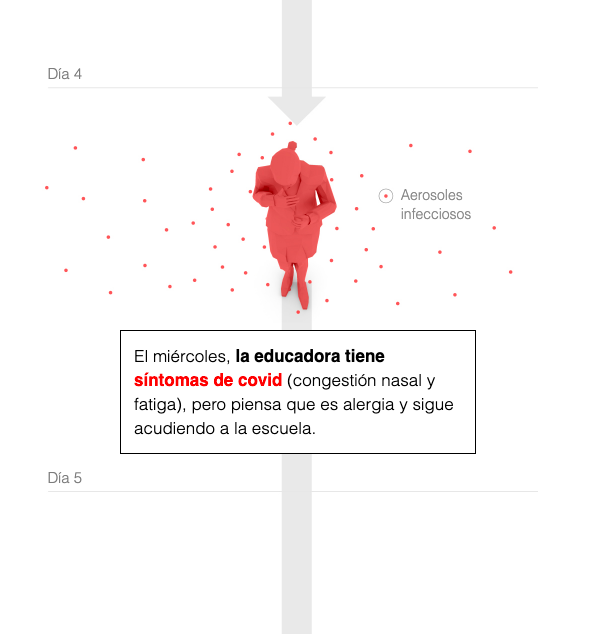 Día 4
Aerosoles
infecciosos
El miércoles, la educadora tiene
síntomas de covid (congestión nasal y
fatiga), pero piensa que es alergia y sigue
acudiendo a la escuela.
Día 5